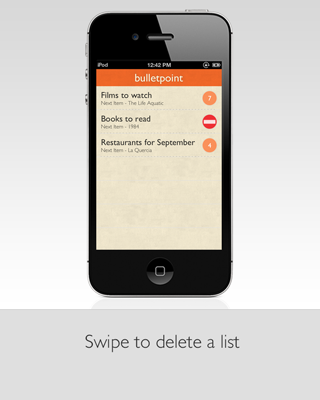 iPod 12:42 PM
bulletpoint
Films to watch
Next Item - The Life Aquatic
7
Books to read
Next Item - 1984
Restaurants for September
Next Item - La Quercia
4
Swipe to delete a list